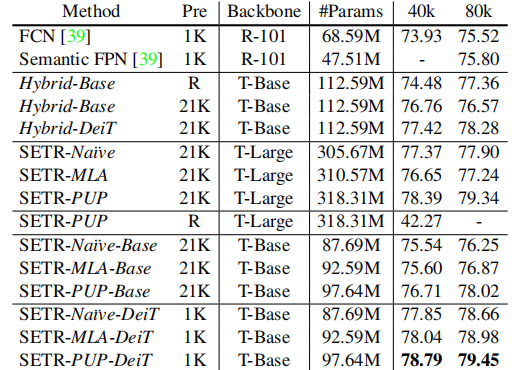 Method Pre Backbone #Params 40k 80k
FCN [39] 1K R-101 68.59M 73.93 75.52
Semantic FPN [39] 1K R-101 47.51M - 75.80
Hybrid-Base R T-Base 112.59M 74.48 77.36
Hybrid-Base 21K T-Base 112.59M 76.76 76.57
Hybrid-DeiT 21K T-Base 112.59M 77.42 78.28
SETR-Naïve 21K T-Large 305.67M 77.37 77.90
SETR-MLA 21K T-Large 310.57M 76.65 77.24
SETR-PUP 21K T-Large 318.31M 78.39 79.34
SETR-PUP R T-Large 318.31M 42.27 -
SETR-Naïve-Base 21K T-Base 87.69M 75.54 76.25
SETR-MLA-Base 21K T-Base 92.59M 75.60 76.87
SETR-PUP-Base 21K T-Base 97.64M 76.71 78.02
SETR-Naïve-DeiT 1K T-Base 87.69M 77.85 78.66
SETR-MLA-DeiT 1K T-Base 92.59M 78.04 78.98
SETR-PUP-DeiT 1K T-Base 97.64M 78.79 79.45